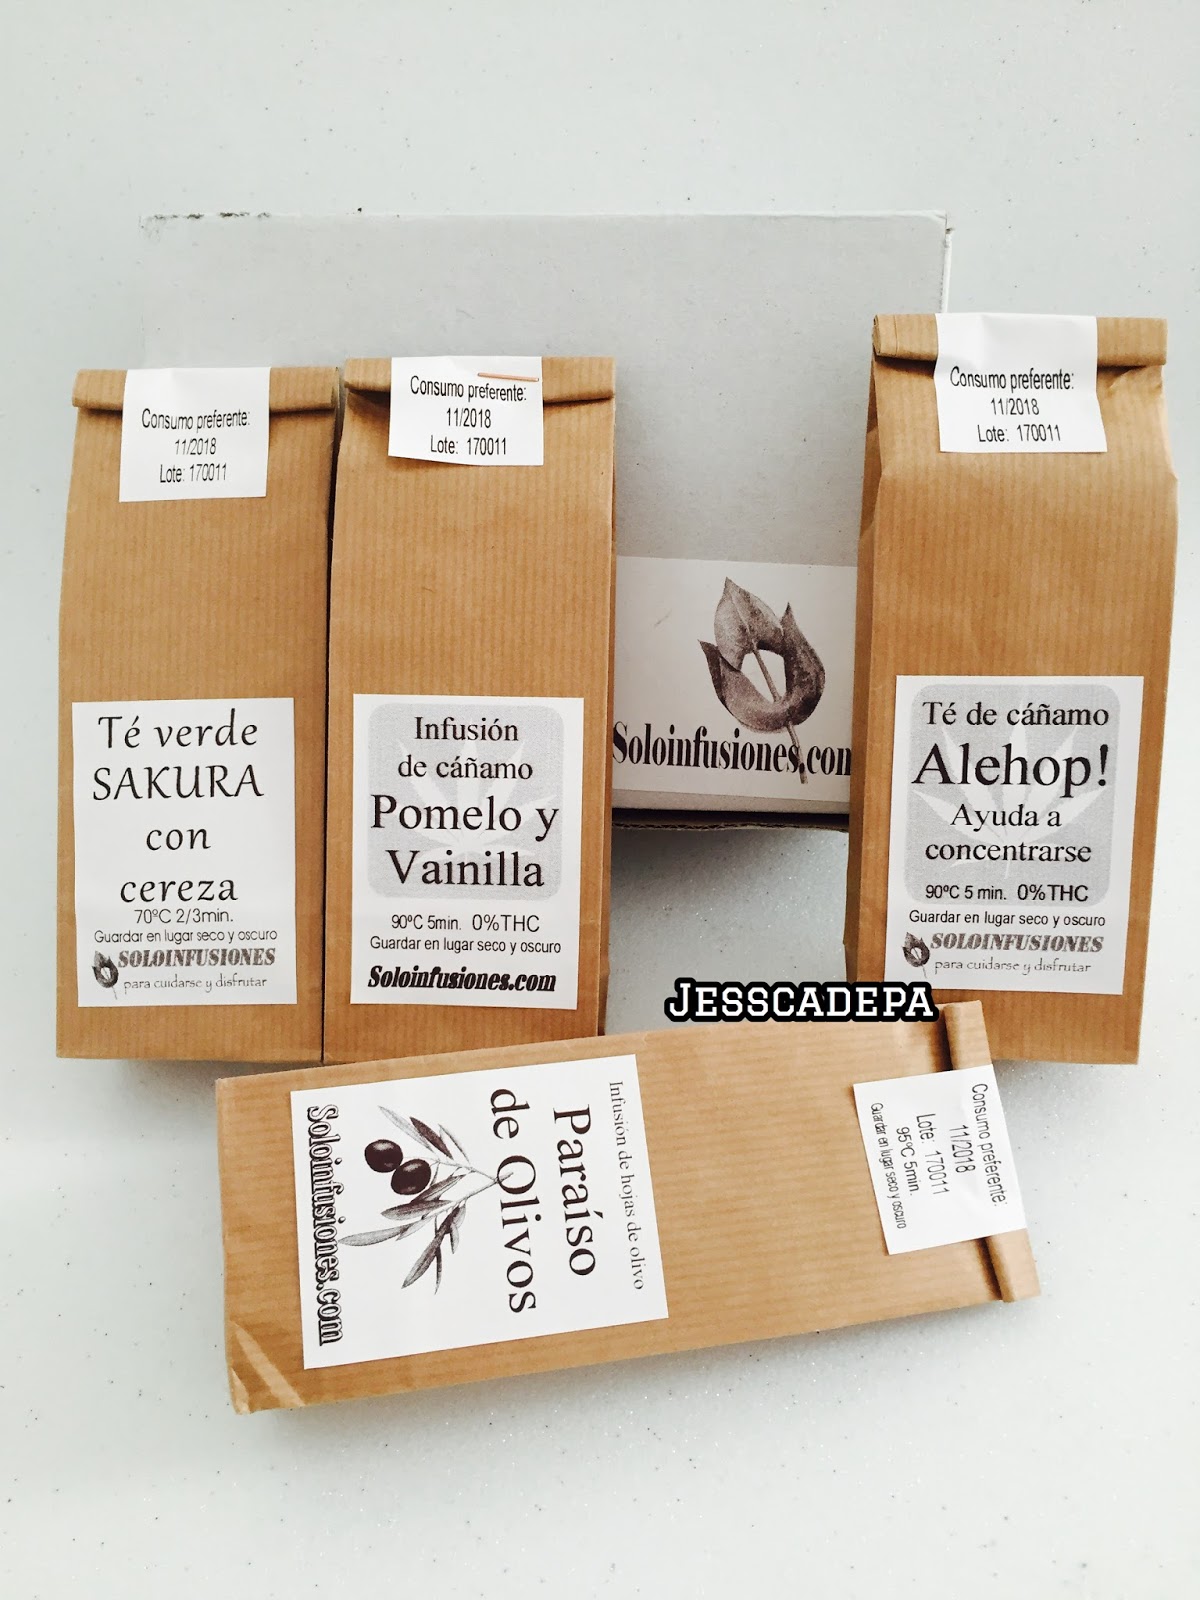 Consumo preferente:
11/2018
Lote: 170011
Té verde
SAKURA
con
cereza
70ºC 2/3min.
Guardar en lugar seco y oscuro
SOLOINFUSIONES
para cuidarse y disfrutar
Consumo preferente:
11/2018
Lote: 170011
Infusión
de cáñamo
Pomelo y
Vainilla
90ºC 5min. 0%THC
Guardar en lugar seco y oscuro
Soloinfusiones.com
Soloinfusiones.com
Consumo preferente:
11/2018
Lote: 170011
Té de cáñamo
Alehop!
Ayuda a
concentrarse
90ºC 5 min. 0%THC
Guardar en lugar seco y oscuro
SOLOINFUSIONES
para cuidarse y disfrutar
JESSCADEPA
Infusión de hojas de olivo
Paraíso
de Olivos
Soloinfusiones.com
Consumo preferente:
11/2018
Lote: 170011
95ºC 5min.
Guardar en lugar seco y oscuro